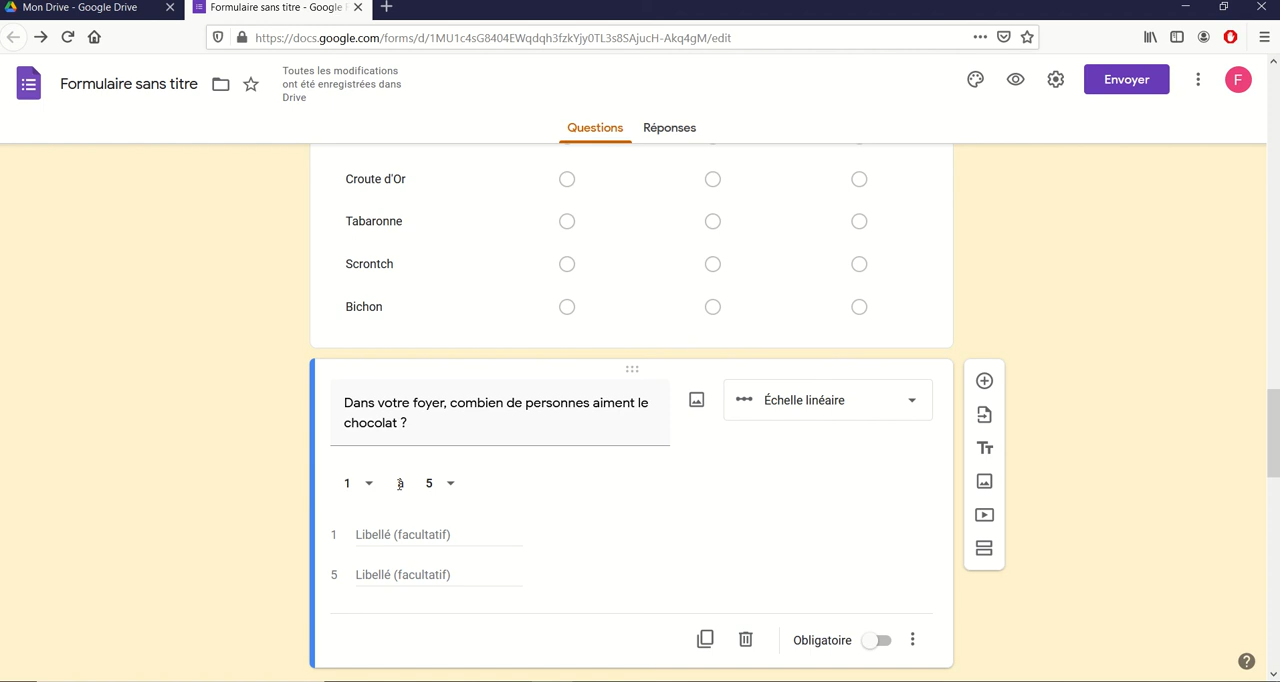 Mon Drive - Google Drive
Formulaire sans titre - Google
https://docs.google.com/forms/d/1MU1c4sG8404EWqdqh3fzkYjy0TL3s8SAjucH-Akq4gM/edit
Formulaire sans titre
Toutes les modifications
ont été enregistrées dans
Drive
Envoyer
F
Questions
Réponses
Croute d'Or
Tabaronne
Scrontch
Bichon
Dans votre foyer, combien de personnes aiment le
chocolat ?
Échelle linéaire
1 à 5
1 Libellé (facultatif)
5 Libellé (facultatif)
Obligatoire